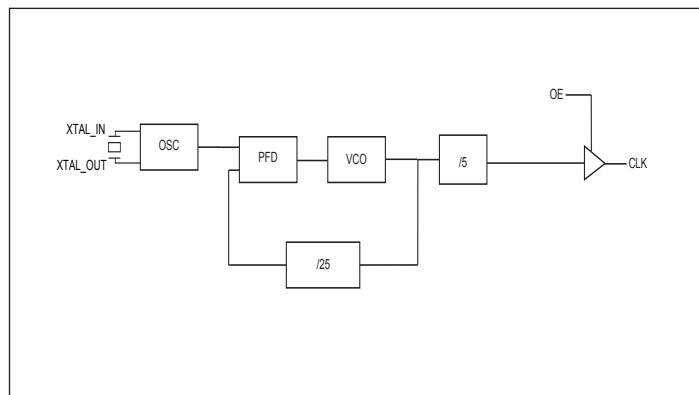 OE
XTAL_IN
OSC
PFD
VCO
/5
CLK
XTAL_OUT
/25